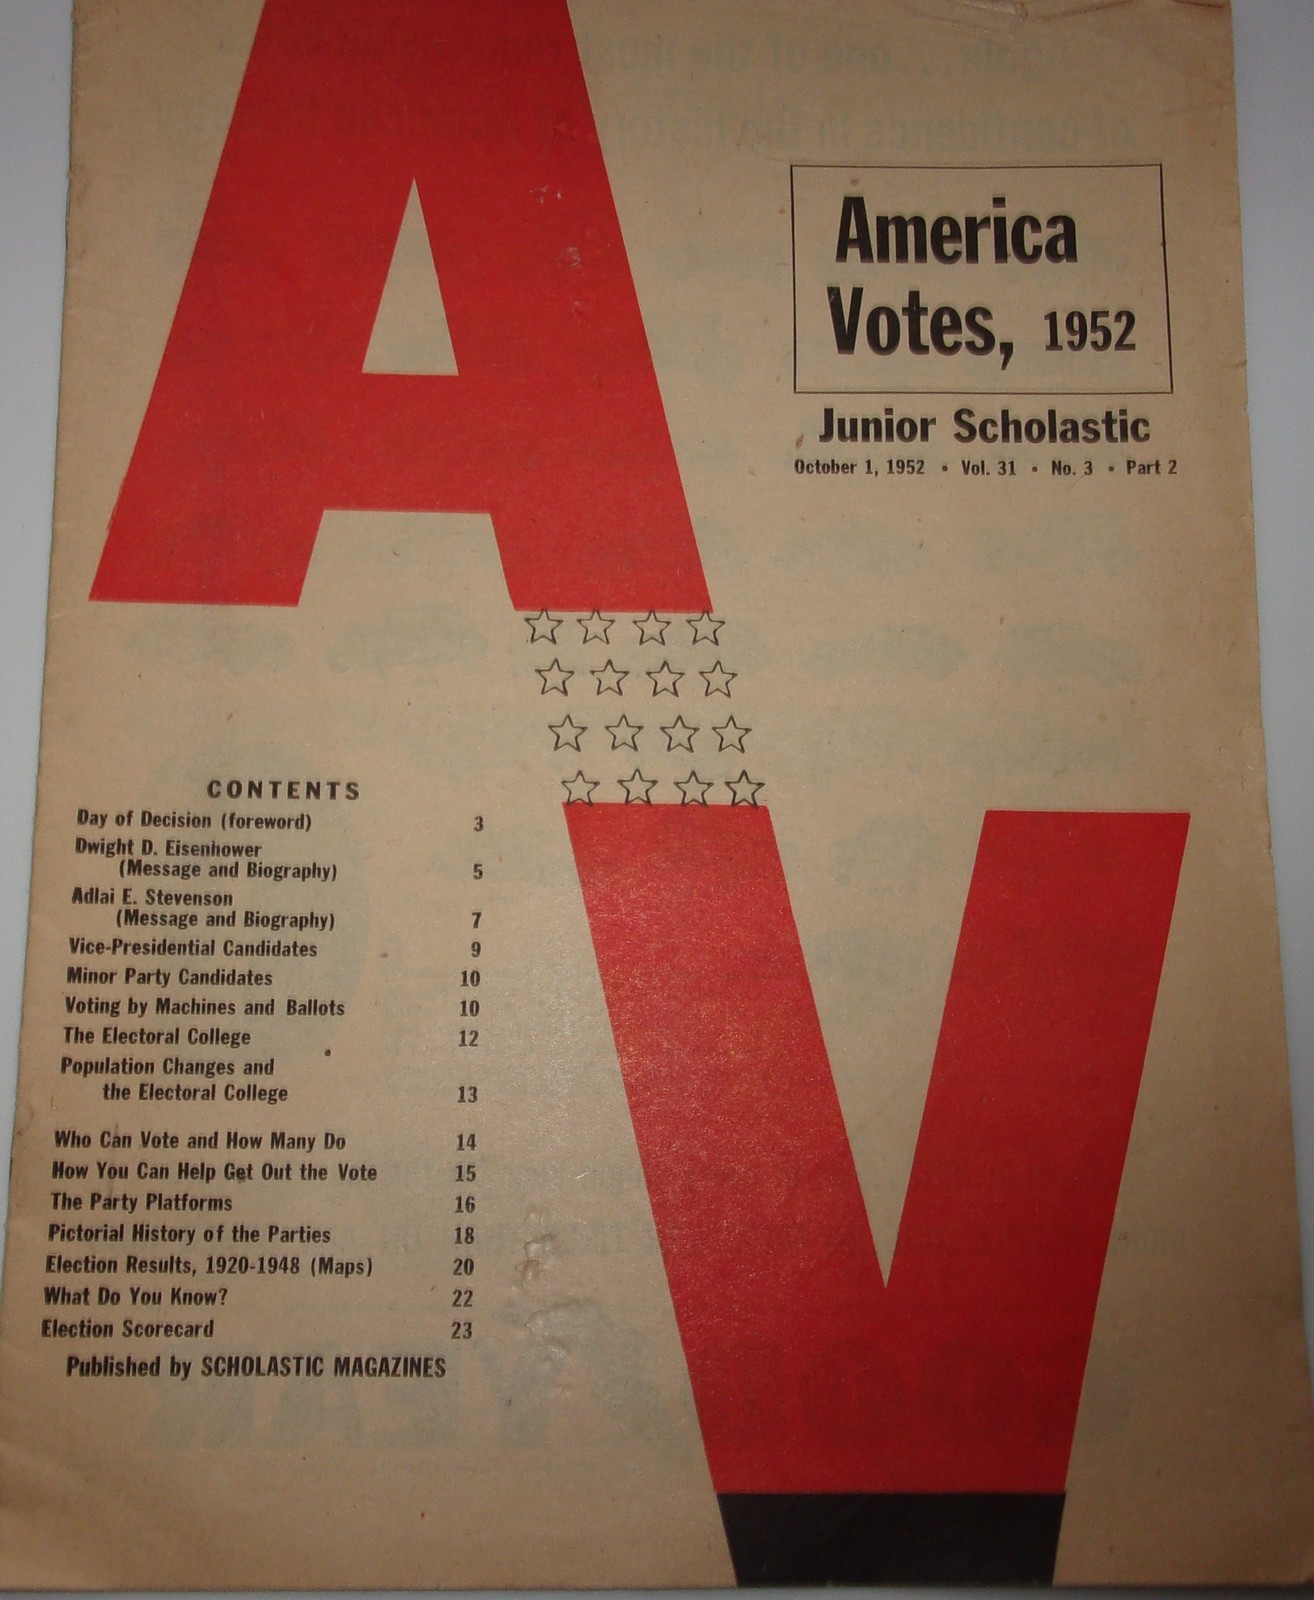 A
America
Votes, 1952
Junior Scholastic
October 1, 1952 • Vol. 31 • No. 3 • Part 2
CONTENTS
Day of Decision (foreword) 3
Dwight D. Eisenhower
(Message and Biography) 5
Adlai E. Stevenson
(Message and Biography) 7
Vice-Presidential Candidates 9
Minor Party Candidates 10
Voting by Machines and Ballots 10
The Electoral College 12
Population Changes and
the Electoral College 13
Who Can Vote and How Many Do 14
How You Can Help Get Out the Vote 15
The Party Platforms 16
Pictorial History of the Parties 18
Election Results, 1920-1948 (Maps) 20
What Do You Know? 22
Election Scorecard 23
Published by SCHOLASTIC MAGAZINES
V